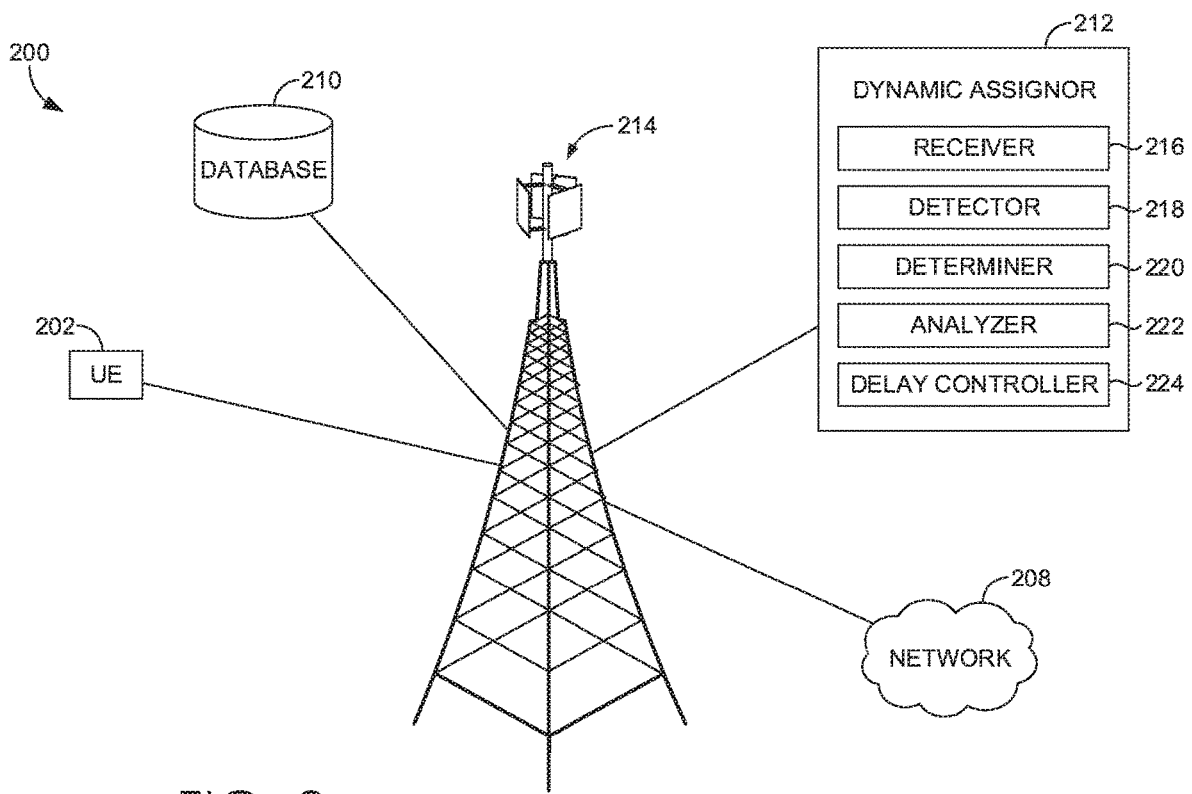 200
210
DATABASE
214
212
DYNAMIC ASSIGNOR
RECEIVER 216
DETECTOR 218
DETERMINER 220
ANALYZER 222
DELAY CONTROLLER 224
202
UE
208
NETWORK